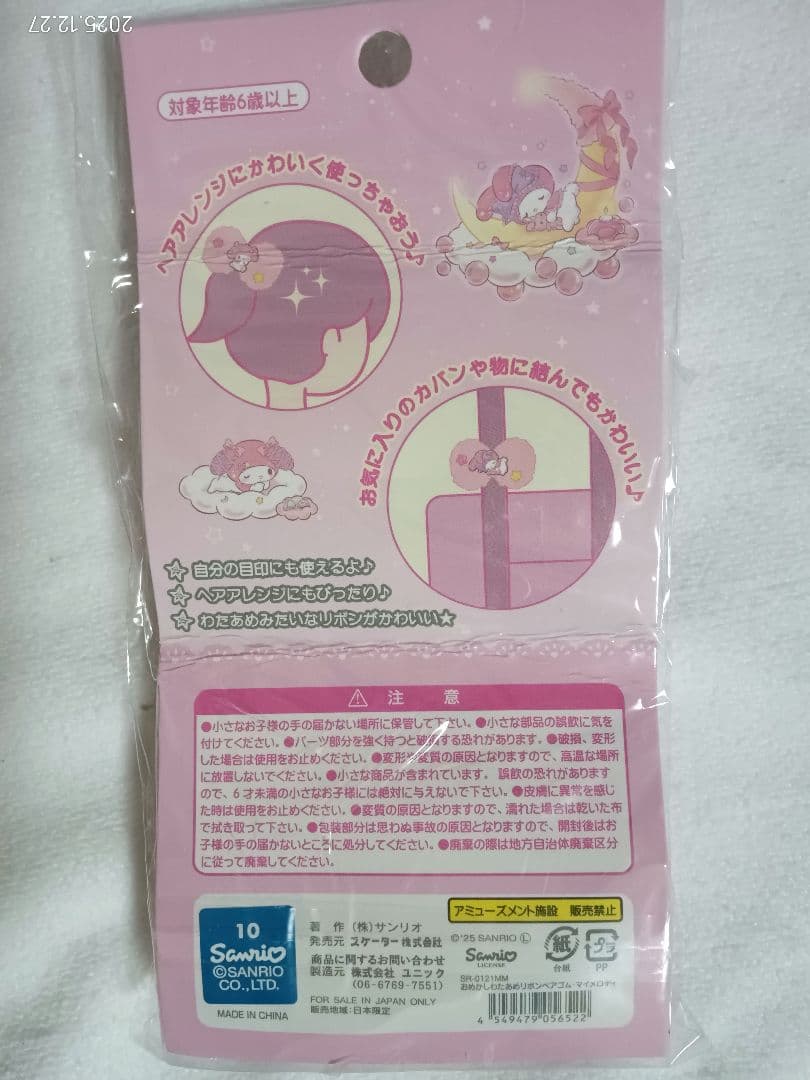 2025.12.27
対象年齢6歳以上
ヘアアレンジにかわいく使っちゃおう♪
お気に入りのカバンや物に結んでもかわいい♪
☆ 自分の目印にも使えるよ♪
☆ ヘアアレンジにもぴったり♪
☆ わたあめみたいなリボンがかわいい★
⚠ 注 意
●小さなお子様の手の届かない場所に保管して下さい。●小さな部品の誤飲に気を
付けてください。●パーツ部分を強く持つと破損する恐れがあります。●破損、変形
した場合は使用をお止めください。●変形や変質の原因となりますので、高温な場所
に放置しないでください。●小さな商品が含まれています。誤飲の恐れがあります
ので、6才未満の小さなお子様には絶対に与えないで下さい。●皮膚に異常を感じ
た時は使用をお止めください。●変質の原因となりますので、濡れた場合は乾いた布
で拭き取って下さい。●包装部分は思わぬ事故の原因となりますので、開封後はお
子様の手の届かないところに処分してください。●廃棄の際は地方自治体廃棄区分
に従って廃棄してください。
アミューズメント施設 販売禁止
10
Sanrio
©SANRIO
CO.,LTD.
MADE IN CHINA
著 作 (株)サンリオ
発売元 スケーター株式会社
商品に関するお問い合わせ
製造元 株式会社 ユニック
(06-6769-7551)
FOR SALE IN JAPAN ONLY
販売地域:日本限定
©'25 SANRIO Ⓛ
Sanrio
LICENSE
紙
台紙
プラ
PP
SR-0121MM
おめかしわたあめリボンヘアゴム・マイメロディ
4 549479 056522